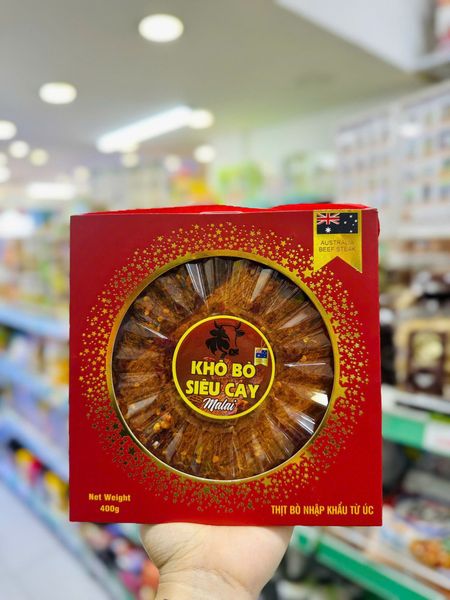 AUSTRALIA
BEEF STEAK
KHÔ BÒ
SIÊU CAY
Malai
Net Weight
400g
THỊT BÒ NHẬP KHẨU TỪ ÚC